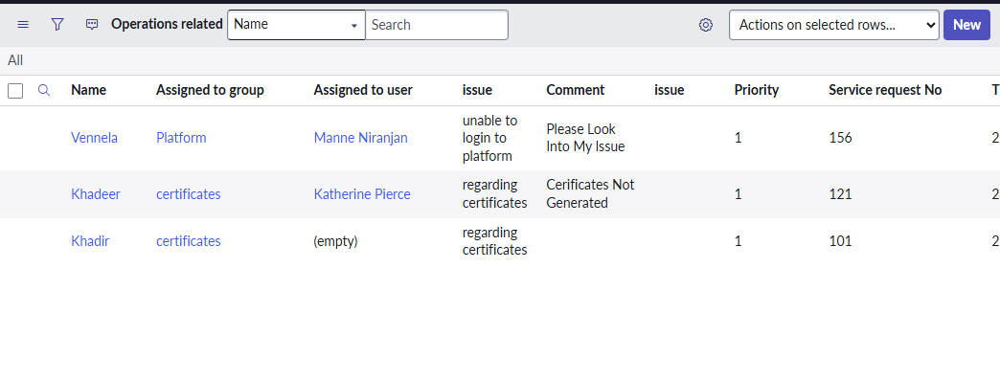 Operations related Name Search Actions on selected rows... New
All
Name Assigned to group Assigned to user issue Comment issue Priority Service request No T
Vennela Platform Manne Niranjan unable to login to platform Please Look Into My Issue 1 156 2
Khadeer certificates Katherine Pierce regarding certificates Cerificates Not Generated 1 121 2
Khadir certificates (empty) regarding certificates 1 101 2